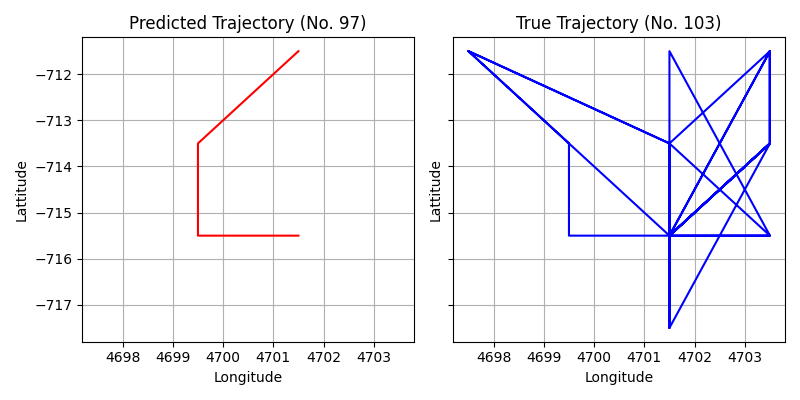 Predicted Trajectory (No. 97)
True Trajectory (No. 103)
Lattitude
−712
−713
−714
−715
−716
−717
4698 4699 4700 4701 4702 4703
Longitude
Lattitude
4698 4699 4700 4701 4702 4703
Longitude